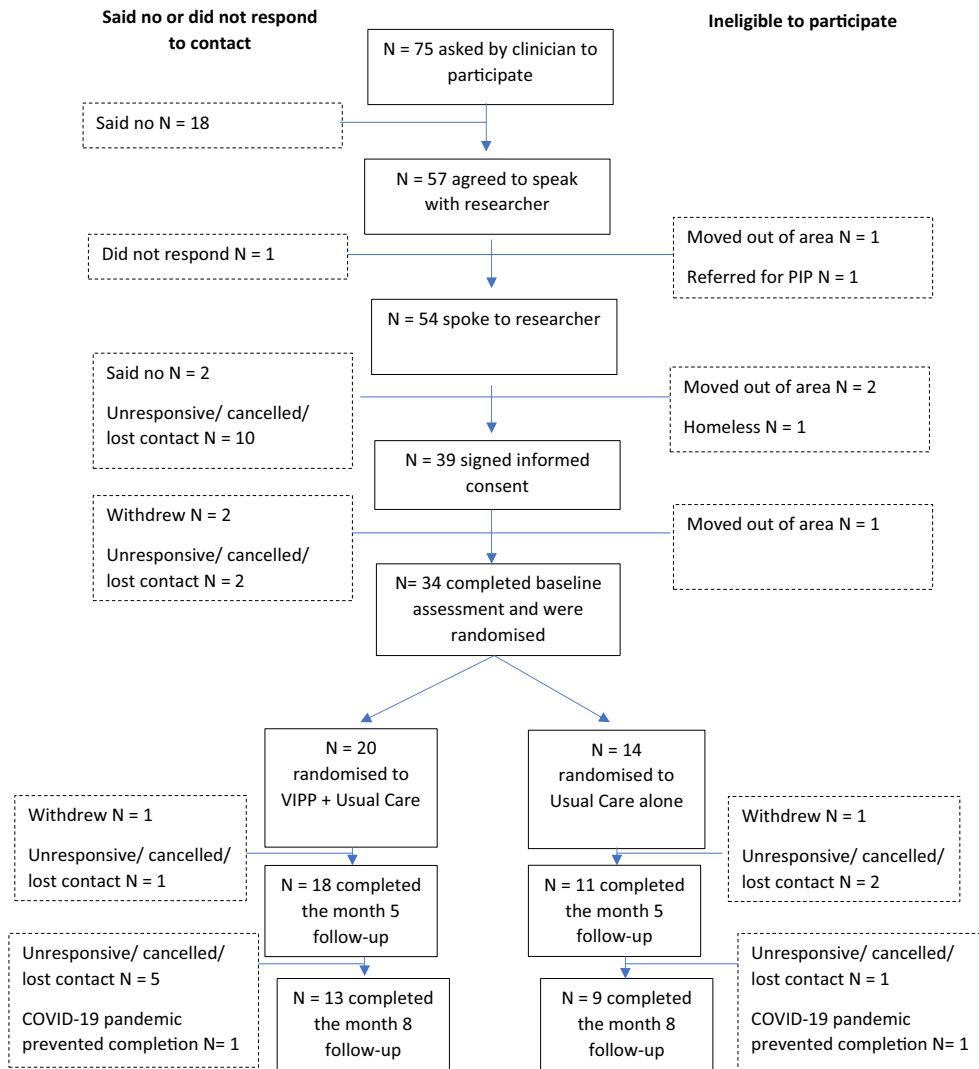 Said no or did not respond
to contact
Ineligible to participate
N = 75 asked by clinician to
participate
Said no N = 18
N = 57 agreed to speak
with researcher
Did not respond N = 1
Moved out of area N = 1
Referred for PIP N = 1
N = 54 spoke to researcher
Said no N = 2
Unresponsive/ cancelled/
lost contact N = 10
Moved out of area N = 2
Homeless N = 1
N = 39 signed informed
consent
Withdrew N = 2
Unresponsive/ cancelled/
lost contact N = 2
Moved out of area N = 1
N= 34 completed baseline
assessment and were
randomised
N = 20
randomised to
VIPP + Usual Care
N = 14
randomised to
Usual Care alone
Withdrew N = 1
Unresponsive/ cancelled/
lost contact N = 1
Withdrew N = 1
Unresponsive/ cancelled/
lost contact N = 2
N = 18 completed
the month 5
follow-up
N = 11 completed
the month 5
follow-up
Unresponsive/ cancelled/
lost contact N = 5
COVID-19 pandemic
prevented completion N= 1
Unresponsive/ cancelled/
lost contact N = 1
COVID-19 pandemic
prevented completion N= 1
N = 13 completed
the month 8
follow-up
N = 9 completed
the month 8
follow-up